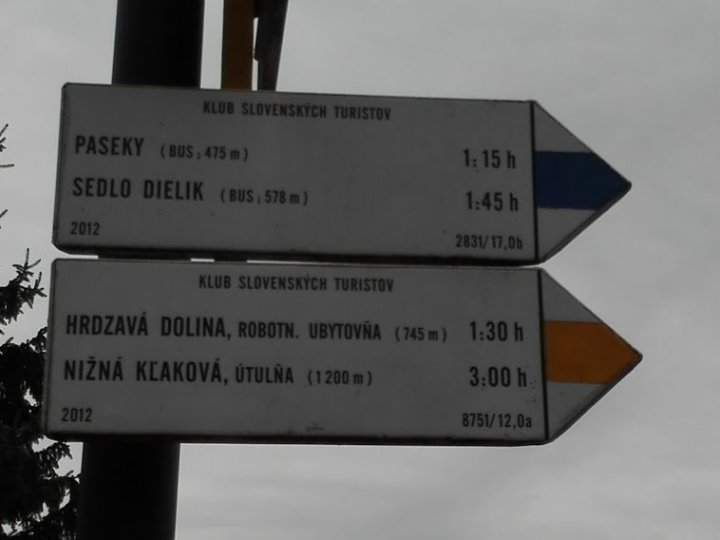 KLUB SLOVENSKÝCH TURISTOV
PASEKY (BUS; 475 m) 1:15 h
SEDLO DIELIK (BUS; 578 m) 1:45 h
2012 2831/17,0b
KLUB SLOVENSKÝCH TURISTOV
HRDZAVÁ DOLINA, ROBOTN. UBYTOVŇA (745 m) 1:30 h
NIŽNÁ KĽAKOVÁ, ÚTULŇA (1200 m) 3:00 h
2012 8751/12,0a